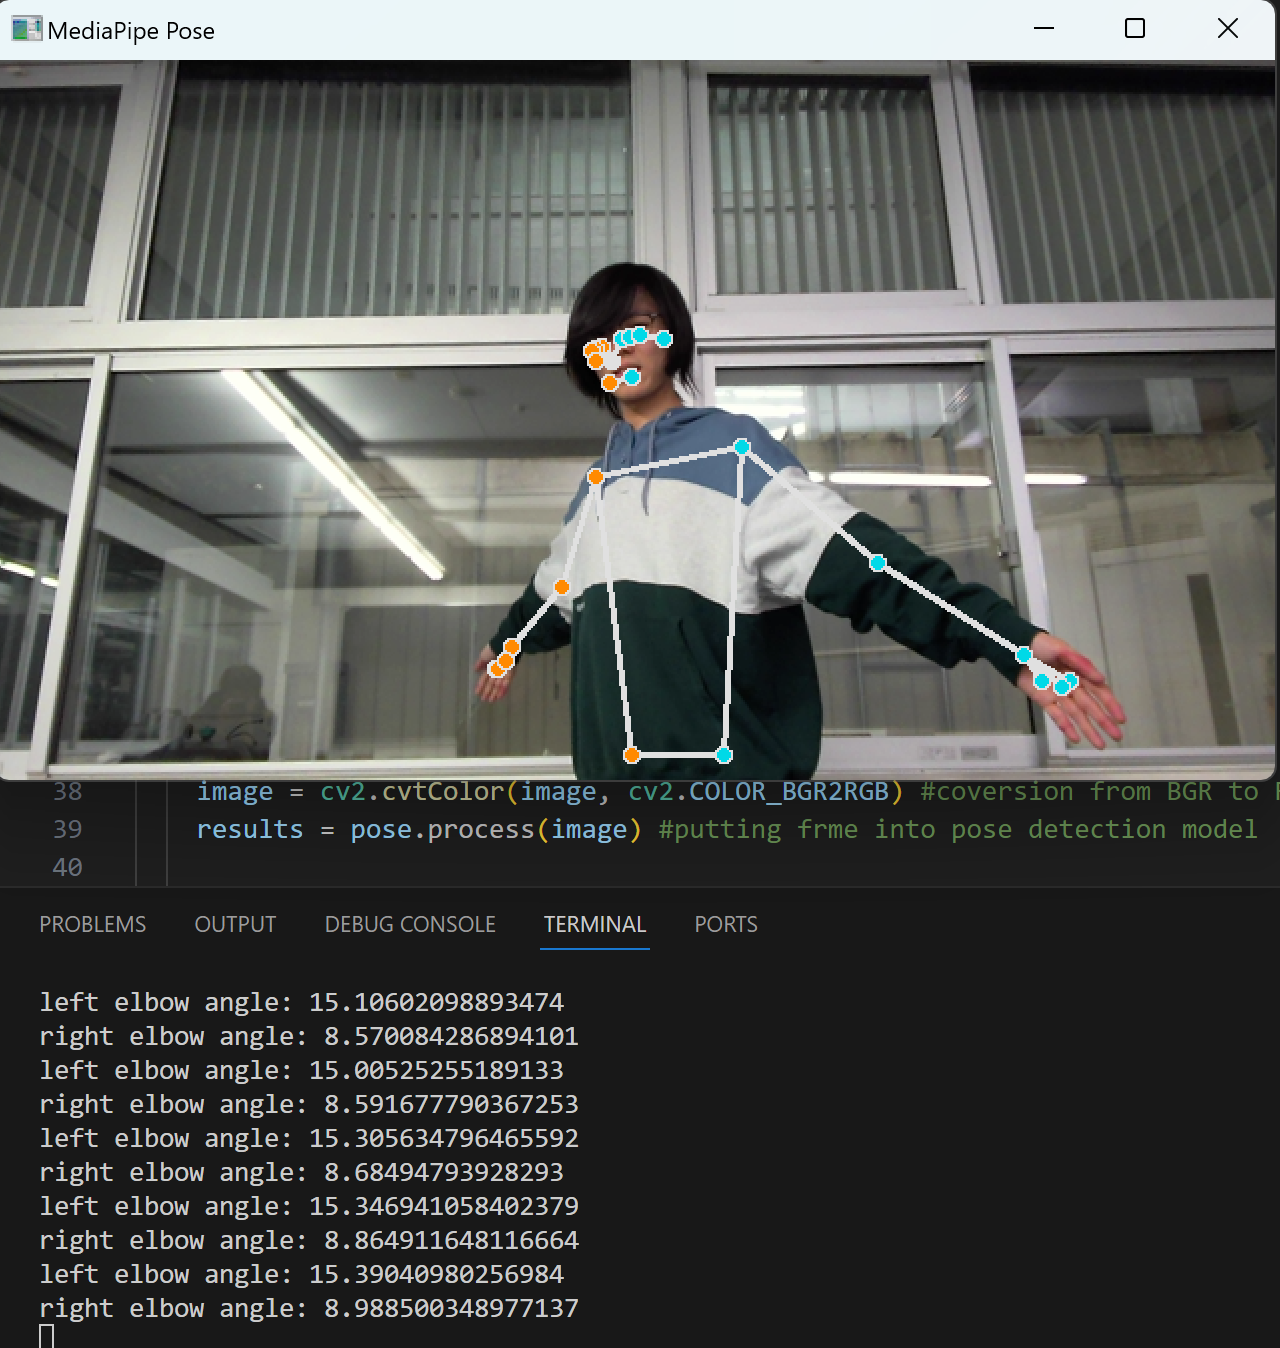 MediaPipe Pose
38 image = cv2.cvtColor(image, cv2.COLOR_BGR2RGB) #coversion from BGR to
39 results = pose.process(image) #putting frme into pose detection model
40
PROBLEMS OUTPUT DEBUG CONSOLE TERMINAL PORTS
left elbow angle: 15.10602098893474
right elbow angle: 8.570084286894101
left elbow angle: 15.00525255189133
right elbow angle: 8.591677790367253
left elbow angle: 15.305634796465592
right elbow angle: 8.68494793928293
left elbow angle: 15.346941058402379
right elbow angle: 8.864911648116664
left elbow angle: 15.39040980256984
right elbow angle: 8.988500348977137